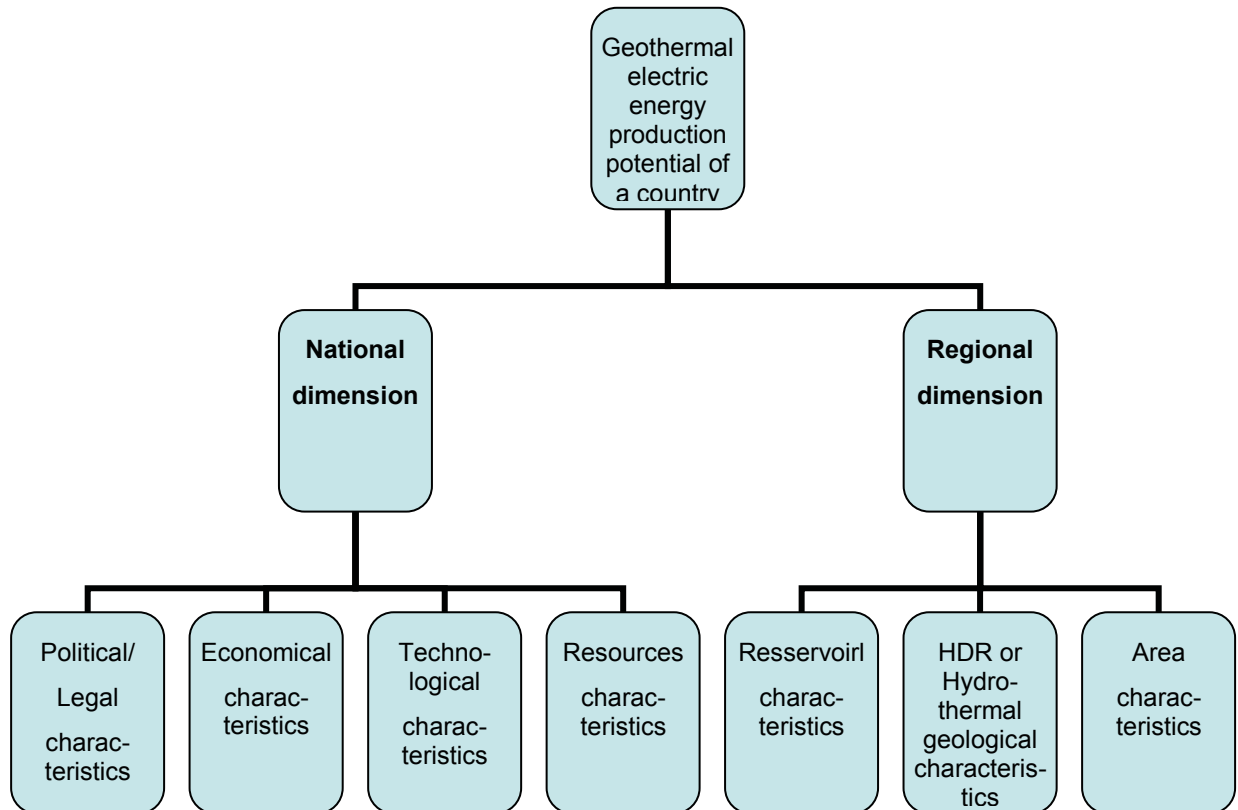 Geothermal
electric
energy
production
potential of
a country
National
dimension
Regional
dimension
Political/
Legal
charac-
teristics
Economical
charac-
teristics
Techno-
logical
charac-
teristics
Resources
charac-
teristics
Resservoirl
charac-
teristics
HDR or
Hydro-
thermal
geological
characteris-
tics
Area
charac-
teristics